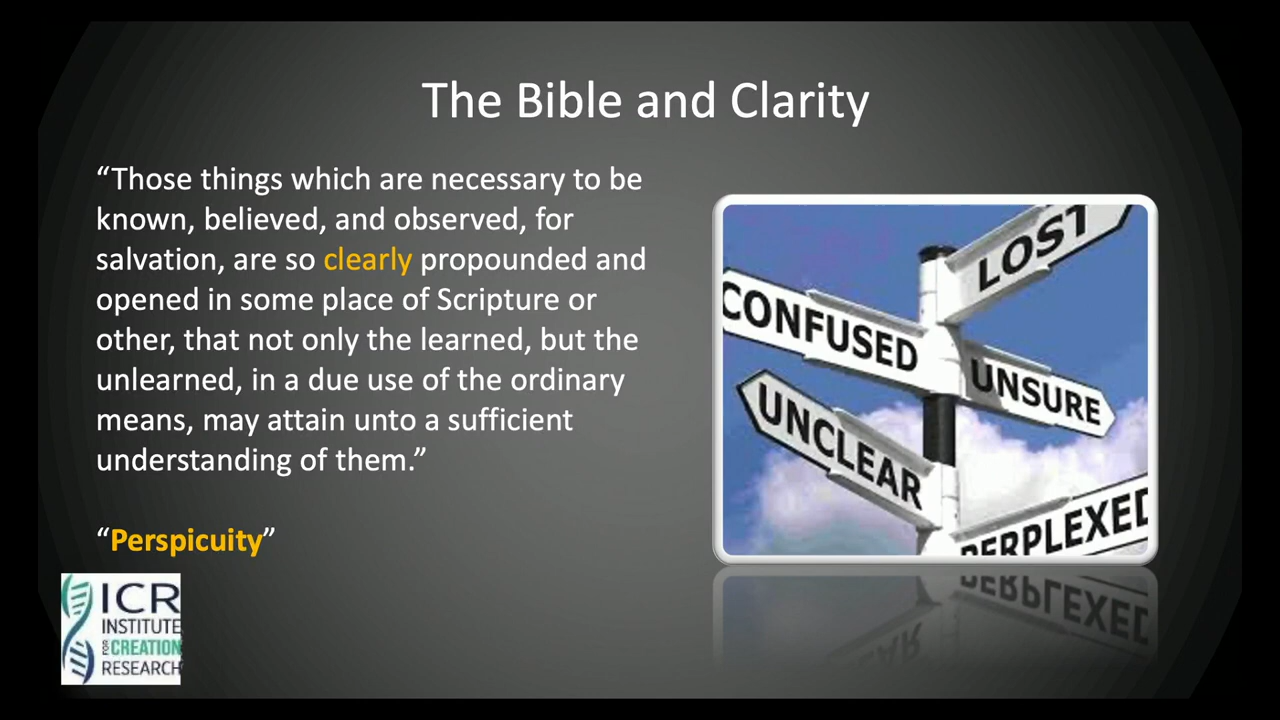 The Bible and Clarity
“Those things which are necessary to be
known, believed, and observed, for
salvation, are so clearly propounded and
opened in some place of Scripture or
other, that not only the learned, but the
unlearned, in a due use of the ordinary
means, may attain unto a sufficient
understanding of them.”
“Perspicuity”
LOST
CONFUSED
UNSURE
UNCLEAR
PERPLEXED
ICR
INSTITUTE
FOR CREATION
RESEARCH